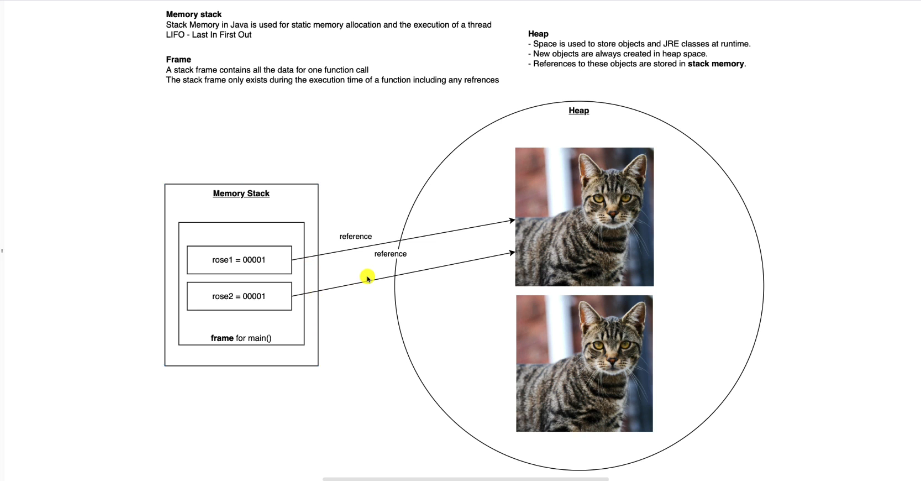 Memory stack
Stack Memory in Java is used for static memory allocation and the execution of a thread
LIFO - Last In First Out
Frame
A stack frame contains all the data for one function call
The stack frame only exists during the execution time of a function including any refrences
Heap
- Space is used to store objects and JRE classes at runtime.
- New objects are always created in heap space.
- References to these objects are stored in stack memory.
Heap
Memory Stack
reference
reference
rose1 = 00001
rose2 = 00001
frame for main()